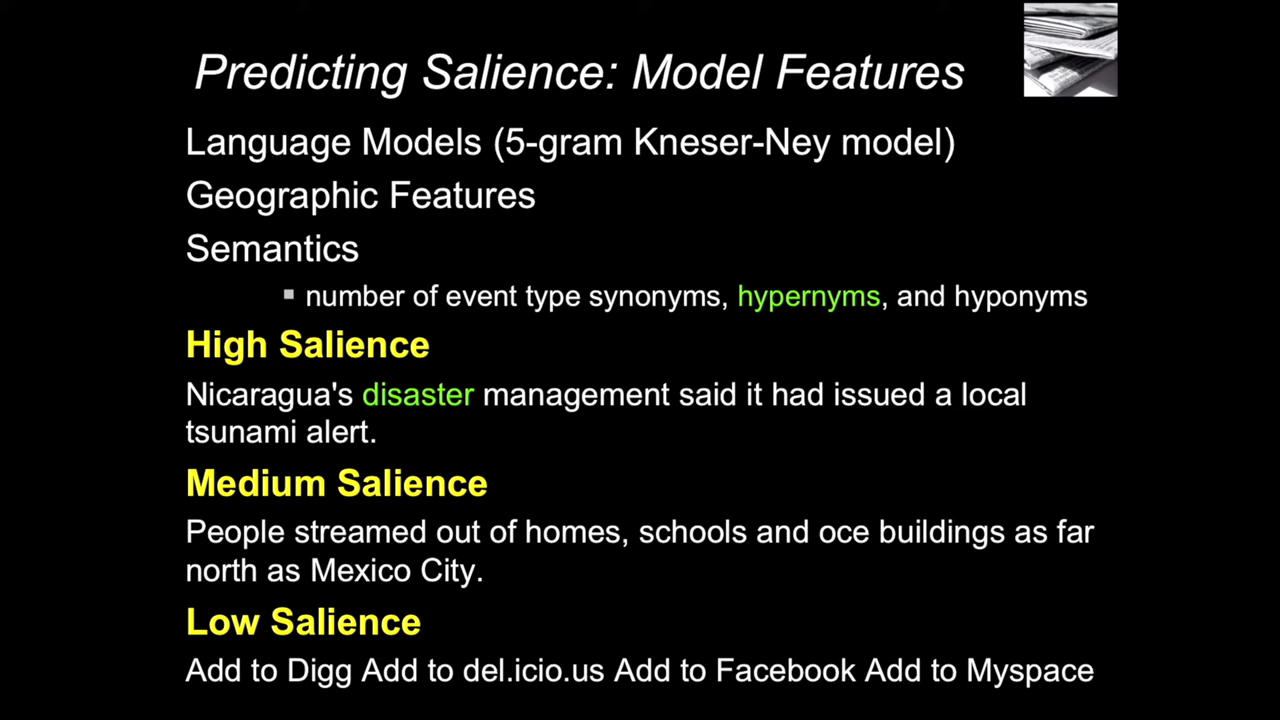 Predicting Salience: Model Features
Language Models (5-gram Kneser-Ney model)
Geographic Features
Semantics
▪ number of event type synonyms, hypernyms, and hyponyms
High Salience
Nicaragua's disaster management said it had issued a local
tsunami alert.
Medium Salience
People streamed out of homes, schools and oce buildings as far
north as Mexico City.
Low Salience
Add to Digg Add to del.icio.us Add to Facebook Add to Myspace